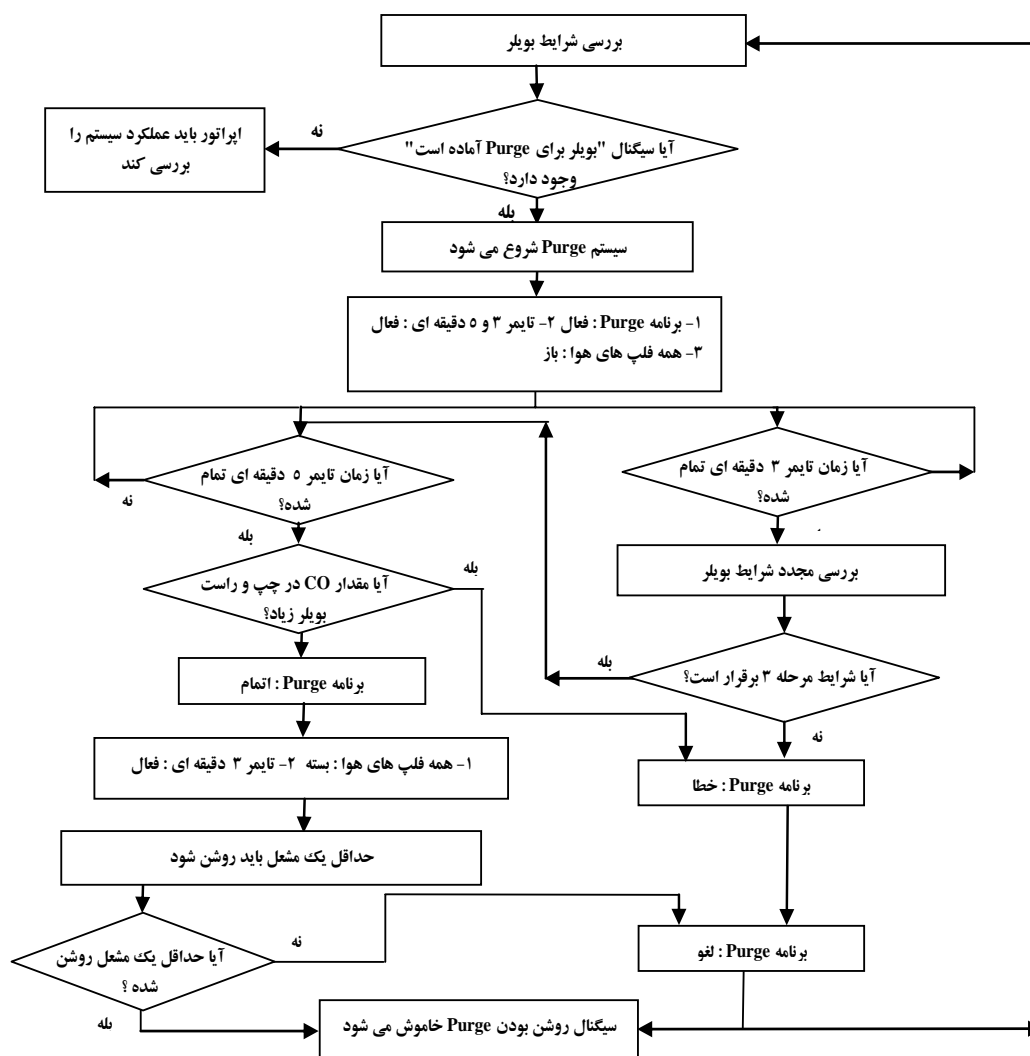 بررسی شرایط بویلر
آیا سیگنال "بویلر برای Purge آماده است"
وجود دارد؟
نه
اپراتور باید عملکرد سیستم را
بررسی کند
بله
سیستم Purge شروع می شود
۱- برنامه Purge : فعال ۲- تایمر ۳ و ۵ دقیقه ای : فعال
۳- همه فلپ های هوا : باز
آیا زمان تایمر ۳ دقیقه ای تمام
شده؟
آیا زمان تایمر ۵ دقیقه ای تمام
شده؟
نه
بله
بررسی مجدد شرایط بویلر
آیا مقدار CO در چپ و راست
بویلر زیاد؟
بله
آیا شرایط مرحله ۳ برقرار است؟
بله
نه
برنامه Purge : اتمام
۱- همه فلپ های هوا : بسته ۲- تایمر ۳ دقیقه ای : فعال
برنامه Purge : خطا
حداقل یک مشعل باید روشن شود
آیا حداقل یک مشعل روشن
شده ؟
نه
بله
برنامه Purge : لغو
سیگنال روشن بودن Purge خاموش می شود